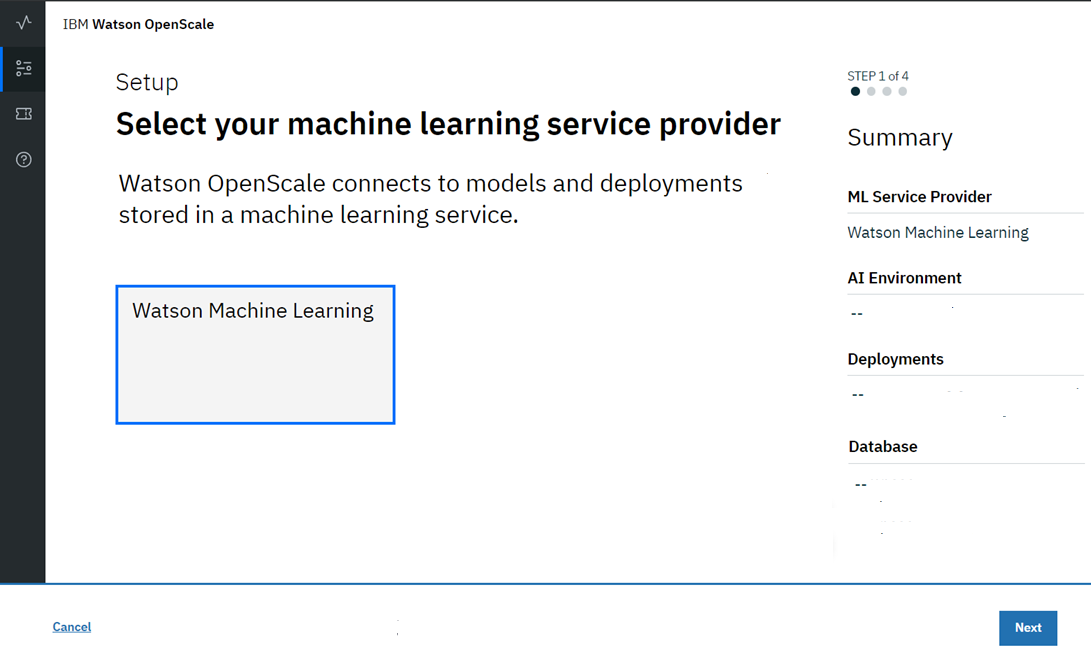 IBM Watson OpenScale
Setup
Select your machine learning service provider
Watson OpenScale connects to models and deployments
stored in a machine learning service.
Watson Machine Learning
STEP 1 of 4
Summary
ML Service Provider
Watson Machine Learning
AI Environment
--
Deployments
--
Database
--
Cancel
Next